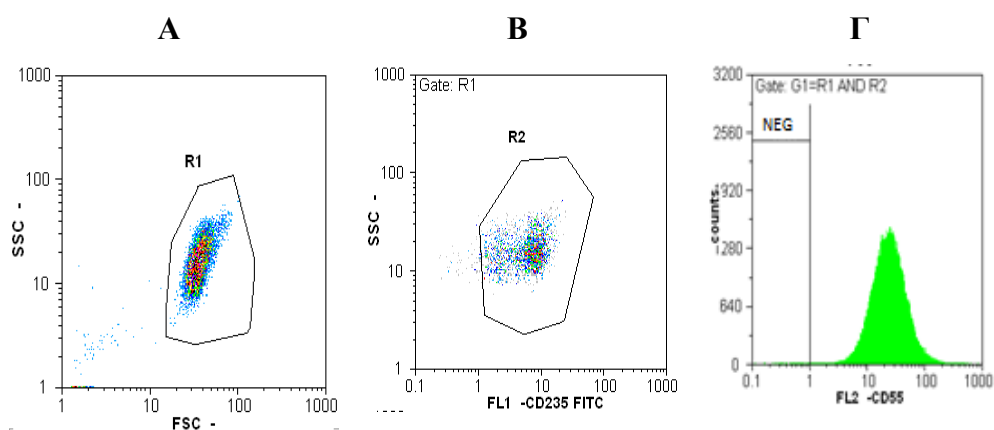 Α
Β
Γ
1000
100
10
1
SSC -
R1
1
10
100
1000
FSC -
1000
100
10
1
SSC -
Gate: R1
R2
0.1
1
10
100
1000
FL1 -CD235 FITC
3200
2560
1920
1280
640
0
counts
Gate: G1=R1 AND R2
NEG
0.1
1
10
100
1000
FL2 -CD55